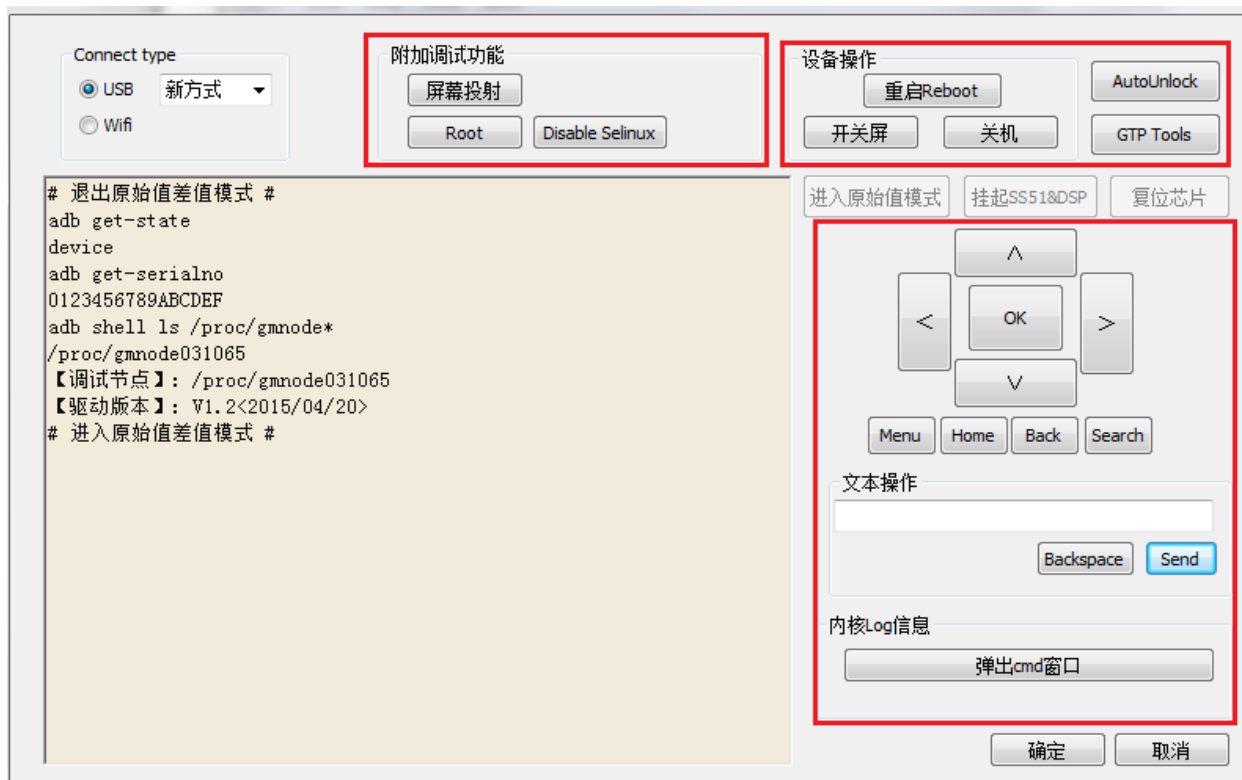 Connect type
USB 新方式
Wifi
附加调试功能
屏幕投射
Root Disable Selinux
设备操作
重启Reboot
开关屏 关机
AutoUnlock
GTP Tools
# 退出原始值差值模式 #
adb get-state
device
adb get-serialno
0123456789ABCDEF
adb shell ls /proc/gmnode*
/proc/gmnode031065
【调试节点】: /proc/gmnode031065
【驱动版本】: V1.2<2015/04/20>
# 进入原始值差值模式 #
进入原始值模式 挂起SS51&DSP 复位芯片
^
< OK >
v
Menu Home Back Search
文本操作
Backspace Send
内核Log信息
弹出cmd窗口
确定 取消